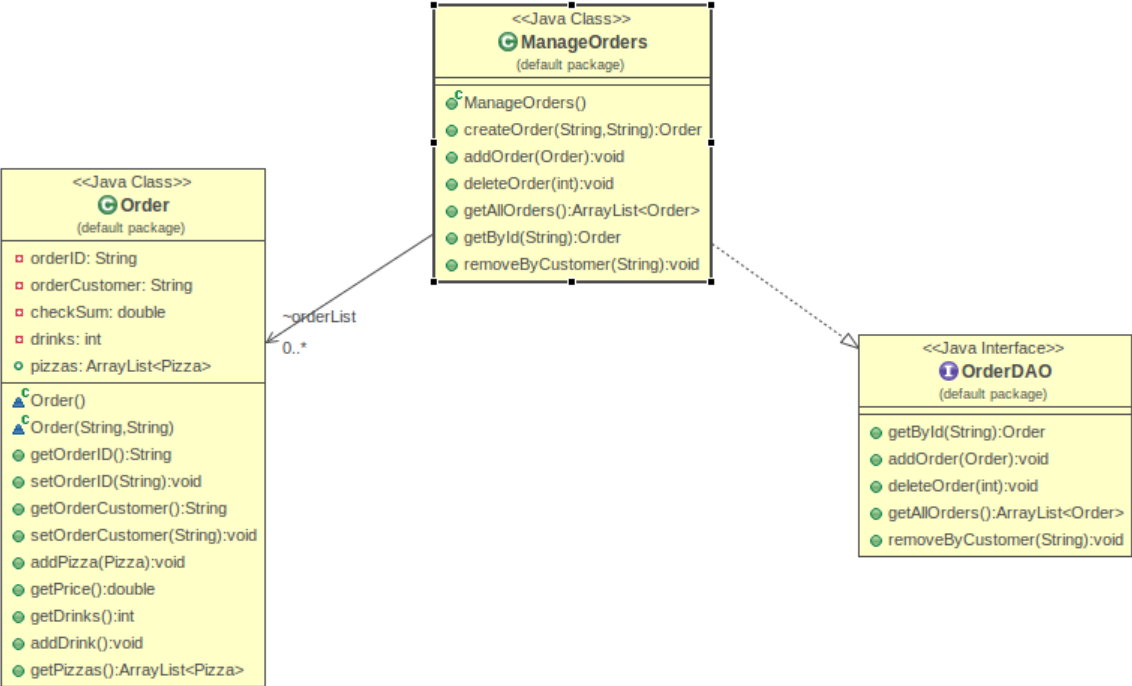 <<Java Class>>
ManageOrders
(default package)
ManageOrders()
createOrder(String,String):Order
addOrder(Order):void
deleteOrder(int):void
getAllOrders():ArrayList<Order>
getById(String):Order
removeByCustomer(String):void
<<Java Class>>
Order
(default package)
orderID: String
orderCustomer: String
checkSum: double
drinks: int
pizzas: ArrayList<Pizza>
Order()
Order(String,String)
getOrderID():String
setOrderID(String):void
getOrderCustomer():String
setOrderCustomer(String):void
addPizza(Pizza):void
getPrice():double
getDrinks():int
addDrink():void
getPizzas():ArrayList<Pizza>
~orderList
0..*
<<Java Interface>>
OrderDAO
(default package)
getById(String):Order
addOrder(Order):void
deleteOrder(int):void
getAllOrders():ArrayList<Order>
removeByCustomer(String):void